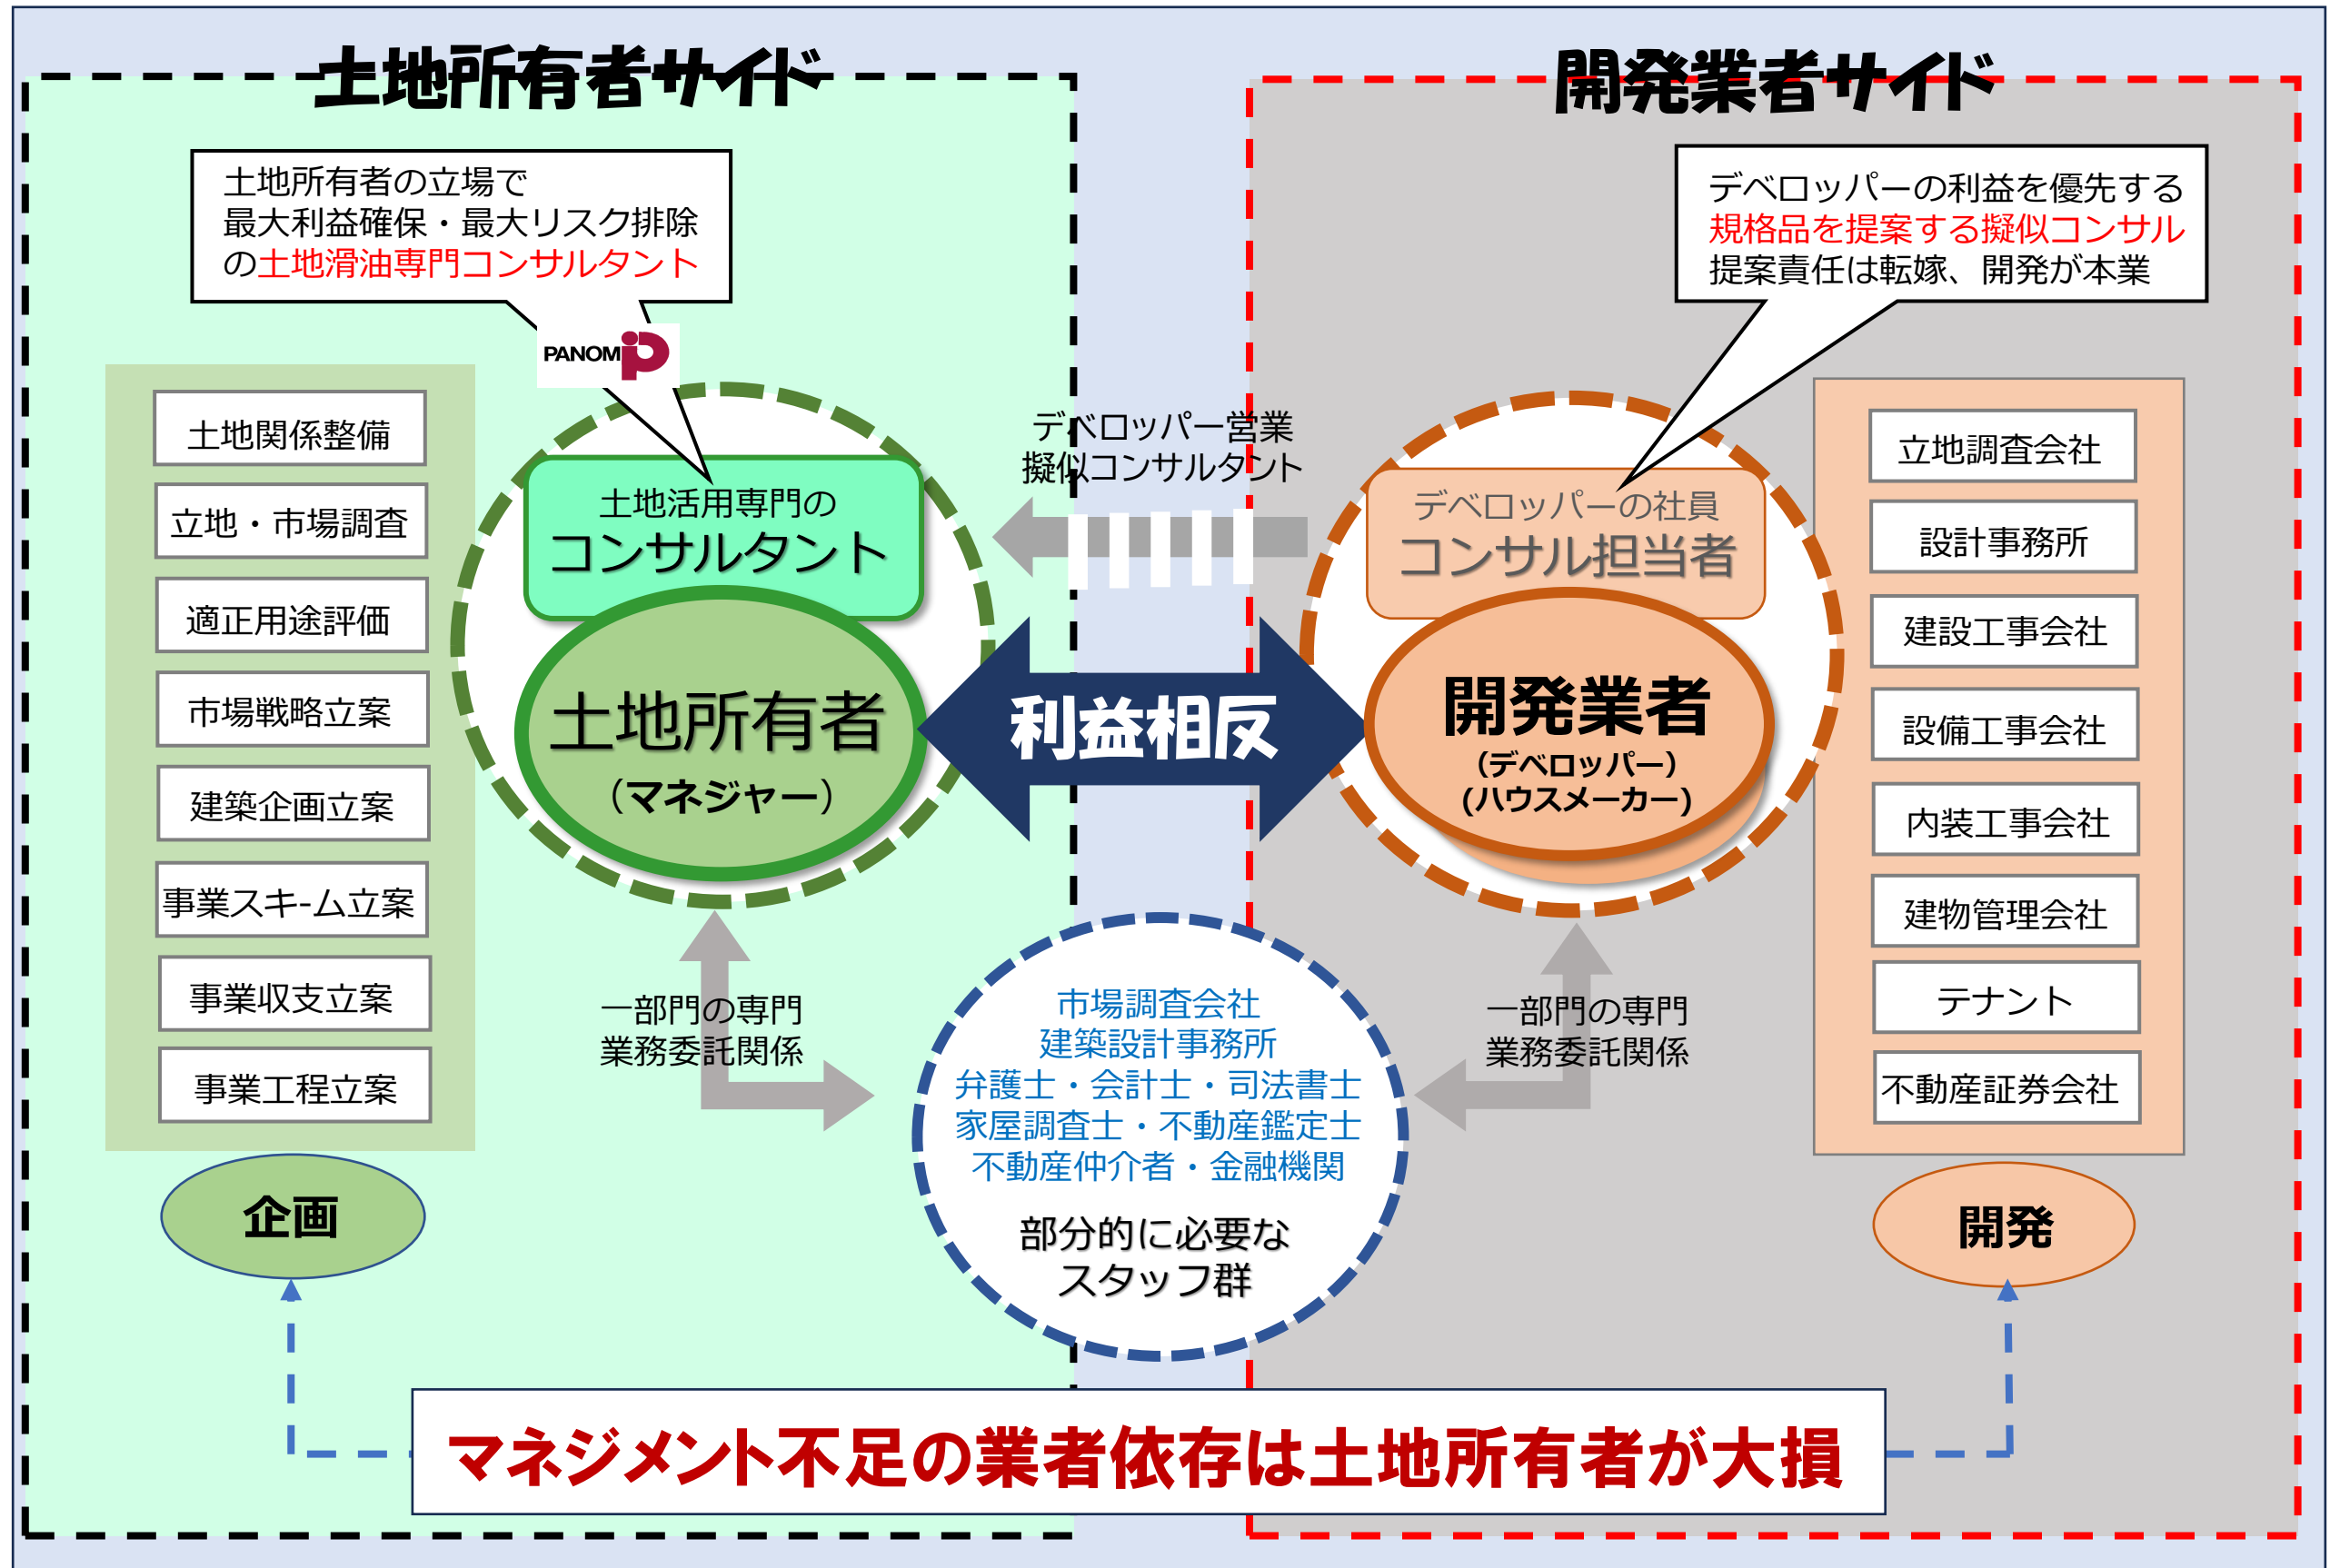 土地所有者サイド
開発業者サイド
土地所有者の立場で
最大利益確保・最大リスク排除
の土地滑油専門コンサルタント
デベロッパーの利益を優先する
規格品を提案する擬似コンサル
提案責任は転嫁、開発が本業
PANOM
土地関係整備
立地・市場調査
適正用途評価
市場戦略立案
建築企画立案
事業スキ-ム立案
事業収支立案
事業工程立案
企画
土地活用専門の
コンサルタント
土地所有者
（マネジャー）
デベロッパー営業
擬似コンサルタント
利益相反
デベロッパーの社員
コンサル担当者
開発業者
（デベロッパー）
（ハウスメーカー）
立地調査会社
設計事務所
建設工事会社
設備工事会社
内装工事会社
建物管理会社
テナント
不動産証券会社
開発
一部門の専門
業務委託関係
市場調査会社
建築設計事務所
弁護士・会計士・司法書士
家屋調査士・不動産鑑定士
不動産仲介者・金融機関
部分的に必要な
スタッフ群
一部門の専門
業務委託関係
マネジメント不足の業者依存は土地所有者が大損